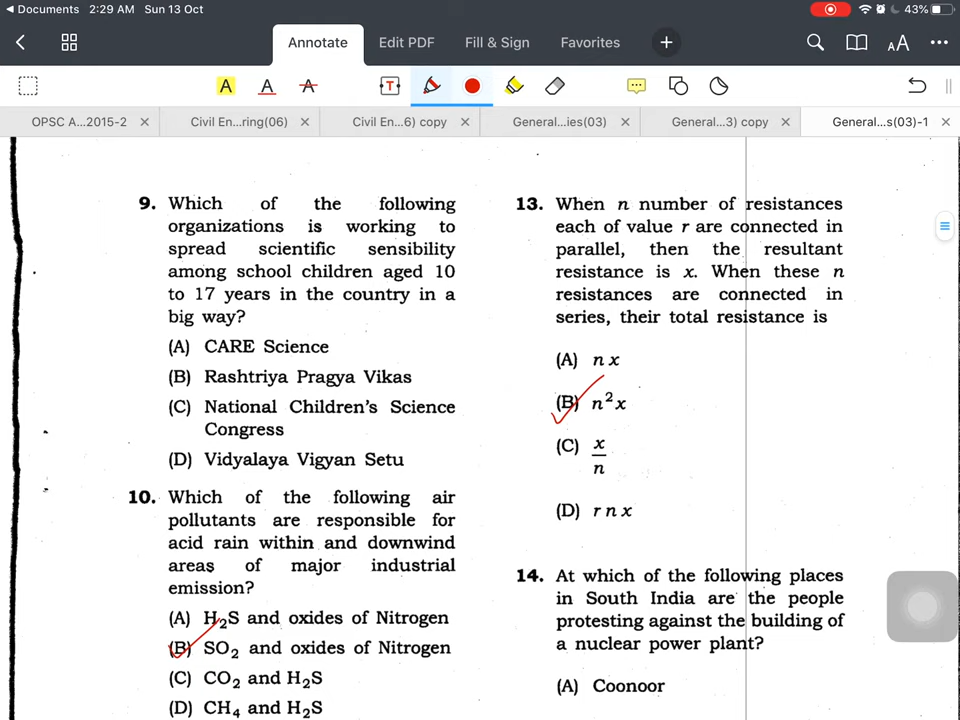 Documents 2:29 AM Sun 13 Oct 43%
Annotate Edit PDF Fill & Sign Favorites
A A A T AA
OPSC A...2015-2 Civil En...ring(06) Civil En...6) copy General...ies(03) General...3) copy General...s(03)-1
9. Which of the following
organizations is working to
spread scientific sensibility
among school children aged 10
to 17 years in the country in a
big way?
(A) CARE Science
(B) Rashtriya Pragya Vikas
(C) National Children's Science
Congress
(D) Vidyalaya Vigyan Setu
10. Which of the following air
pollutants are responsible for
acid rain within and downwind
areas of major industrial
emission?
(A) H₂S and oxides of Nitrogen
(B) SO₂ and oxides of Nitrogen
(C) CO₂ and H₂S
(D) CH₄ and H₂S
13. When n number of resistances
each of value r are connected in
parallel, then the resultant
resistance is x. When these n
resistances are connected in
series, their total resistance is
(A) n x
(B) n²x
(C) x
n
(D) r n x
14. At which of the following places
in South India are the people
protesting against the building of
a nuclear power plant?
(A) Coonoor